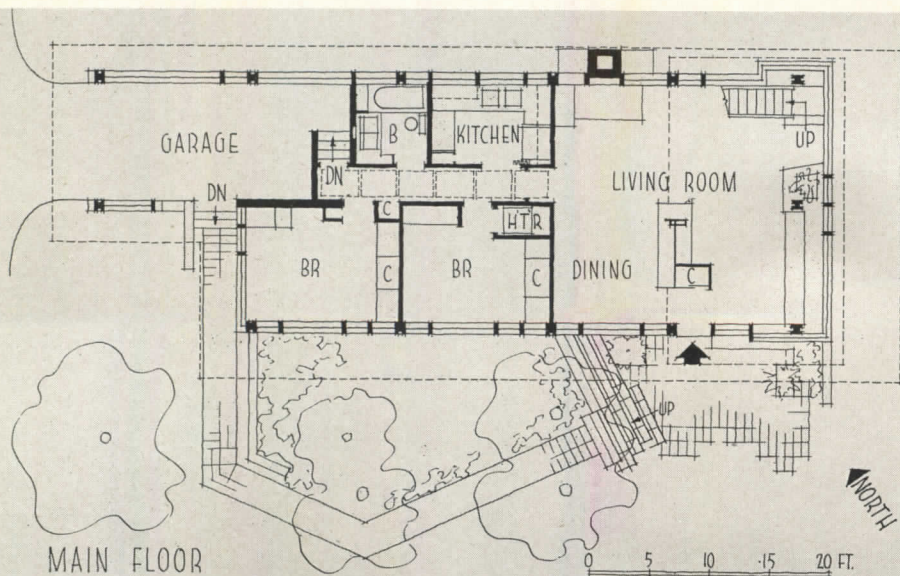 GARAGE
B
KITCHEN
DN
DN
LIVING ROOM
UP
C
HTR
BR
C
BR
C
DINING
C
UP
NORTH
MAIN FLOOR
0 5 10 15 20 FT.